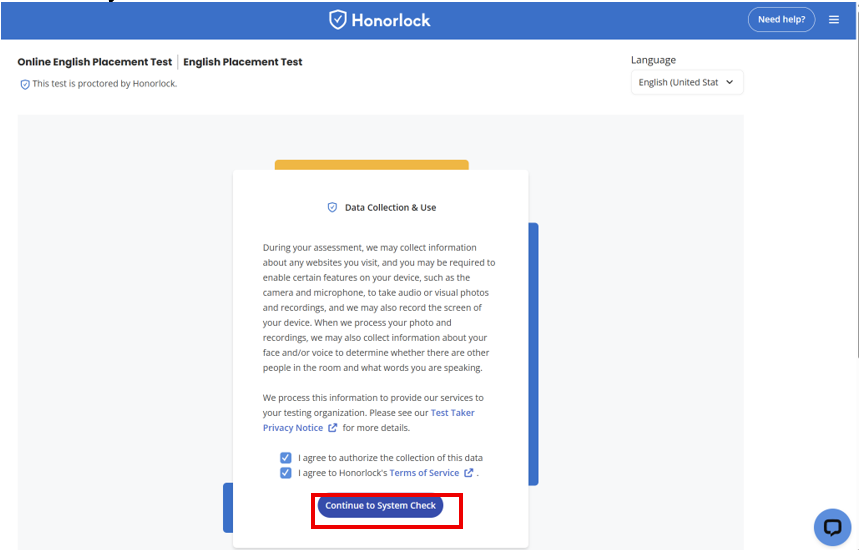 Honorlock
Need help?
Online English Placement Test | English Placement Test
Language
This test is proctored by Honorlock.
English (United Stat
Data Collection & Use
During your assessment, we may collect information
about any websites you visit, and you may be required to
enable certain features on your device, such as the
camera and microphone, to take audio or visual photos
and recordings, and we may also record the screen of
your device. When we process your photo and
recordings, we may also collect information about your
face and/or voice to determine whether there are other
people in the room and what words you are speaking.
We process this information to provide our services to
your testing organization. Please see our Test Taker
Privacy Notice for more details.
I agree to authorize the collection of this data
I agree to Honorlock's Terms of Service .
Continue to System Check